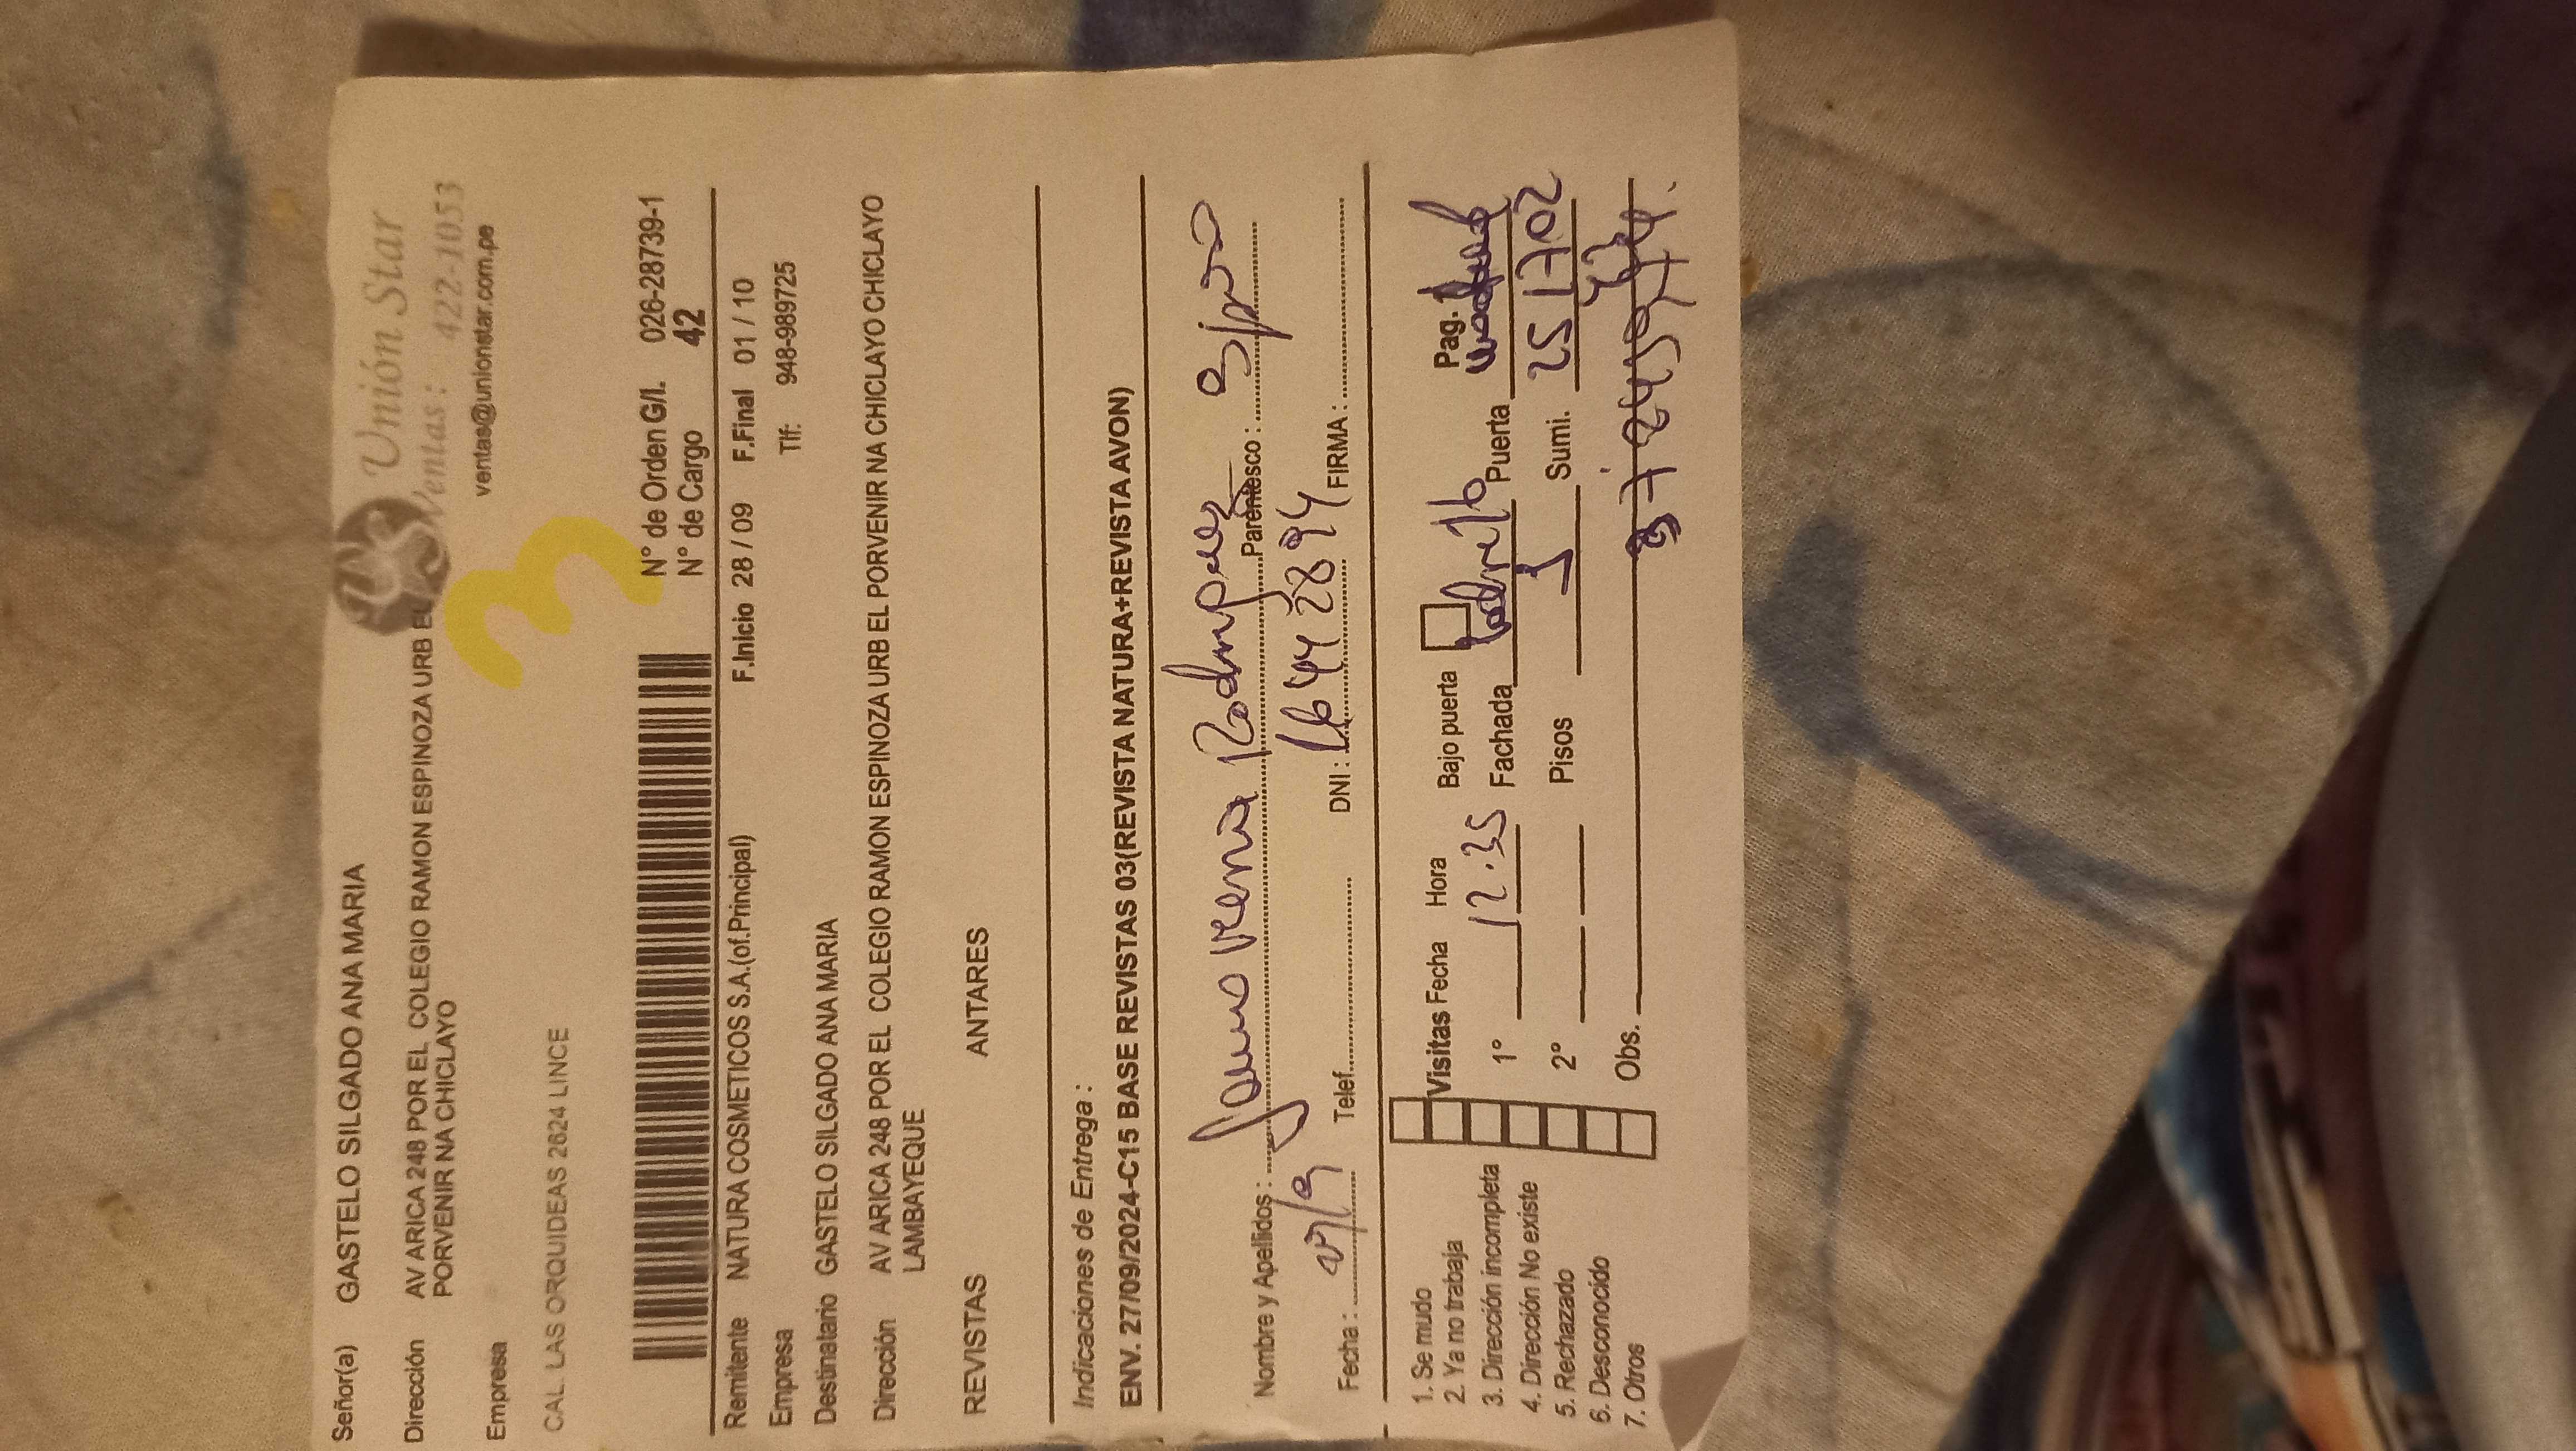 Señor(a) GASTELO SILGADO ANA MARIA
Unión Star
Dirección AV ARICA 248 POR EL COLEGIO RAMON ESPINOZA URB EL
Ventas: 422-1053
PORVENIR NA CHICLAYO
ventas@unionstar.com.pe
Empresa
3
CAL. LAS ORQUIDEAS 2624 LINCE
N° de Orden G/I. 026-28739-1
N° de Cargo 42
Remitente NATURA COSMETICOS S.A.(of.Principal) F.Inicio 28 / 09 F.Final 01 / 10
Empresa Tlf: 948-989725
Destinatario GASTELO SILGADO ANA MARIA
Dirección AV ARICA 248 POR EL COLEGIO RAMON ESPINOZA URB EL PORVENIR NA CHICLAYO CHICLAYO
LAMBAYEQUE
REVISTAS ANTARES
Indicaciones de Entrega :
ENV. 27/09/2024-C15 BASE REVISTAS 03(REVISTA NATURA+REVISTA AVON)
Nombre y Apellidos : Rodriguez Parentesco : Esposo
Fecha : Telef. DNI : 16442894 FIRMA :
1. Se mudo
2. Ya no trabaja
3. Dirección incompleta
4. Dirección No existe
5. Rechazado
6. Desconocido
7. Otros
Visitas Fecha Hora Bajo puerta Pag. 1
1° 12.35 Fachada Ladrillo Puerta
2° Pisos 1 Sumi. 251702
Obs.